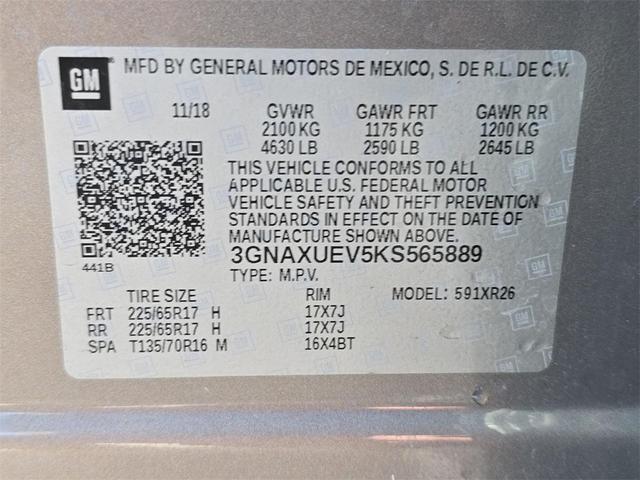 GM
MFD BY GENERAL MOTORS DE MEXICO, S. DE R.L. DE C.V.
11/18 GVWR GAWR FRT GAWR RR
2100 KG 1175 KG 1200 KG
4630 LB 2590 LB 2645 LB
THIS VEHICLE CONFORMS TO ALL
APPLICABLE U.S. FEDERAL MOTOR
VEHICLE SAFETY AND THEFT PREVENTION
STANDARDS IN EFFECT ON THE DATE OF
MANUFACTURE SHOWN ABOVE.
441B
3GNAXUEV5KS565889
TYPE: M.P.V.
TIRE SIZE RIM MODEL: 591XR26
FRT 225/65R17 H 17X7J
RR 225/65R17 H 17X7J
SPA T135/70R16 M 16X4BT